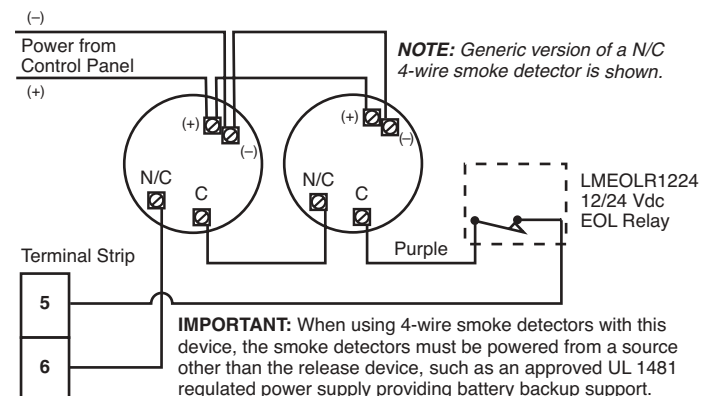 (–)
Power from
Control Panel
(+)
NOTE: Generic version of a N/C
4-wire smoke detector is shown.
(+)
(–)
(+)
(–)
N/C
C
N/C
C
LMEOLR1224
12/24 Vdc
EOL Relay
Purple
Terminal Strip
5
6
IMPORTANT: When using 4-wire smoke detectors with this
device, the smoke detectors must be powered from a source
other than the release device, such as an approved UL 1481
regulated power supply providing battery backup support.